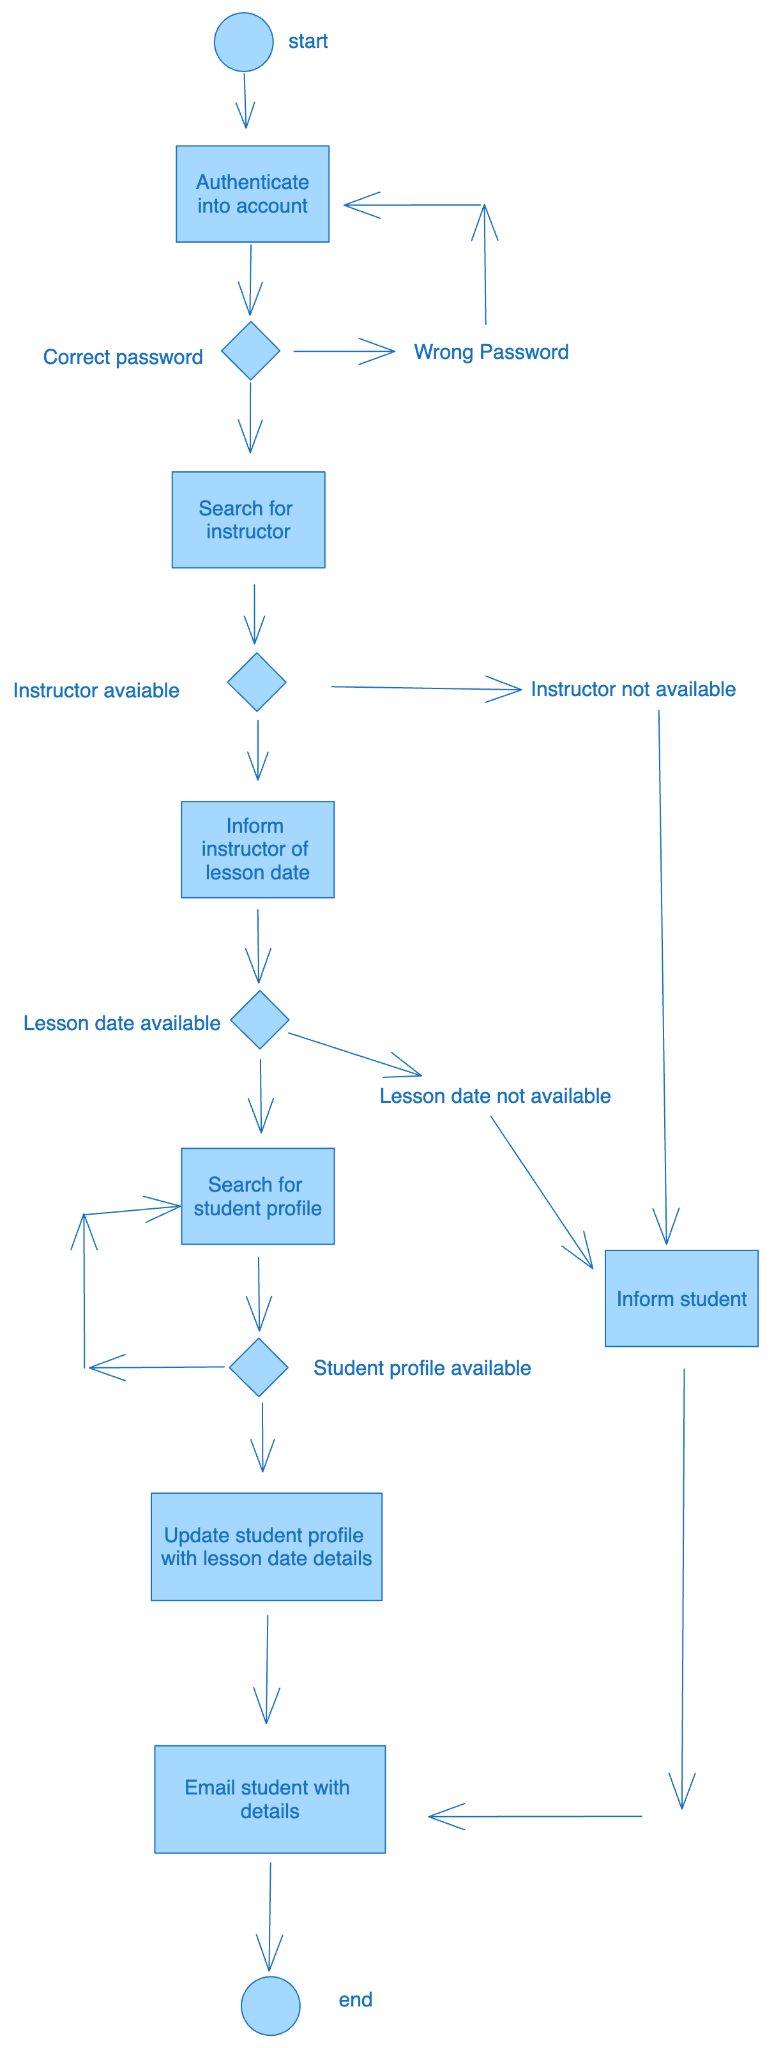 start
Authenticate
into account
Correct password
Wrong Password
Search for
instructor
Instructor avaiable
Instructor not available
Inform
instructor of
lesson date
Lesson date available
Lesson date not available
Search for
student profile
Inform student
Student profile available
Update student profile
with lesson date details
Email student with
details
end